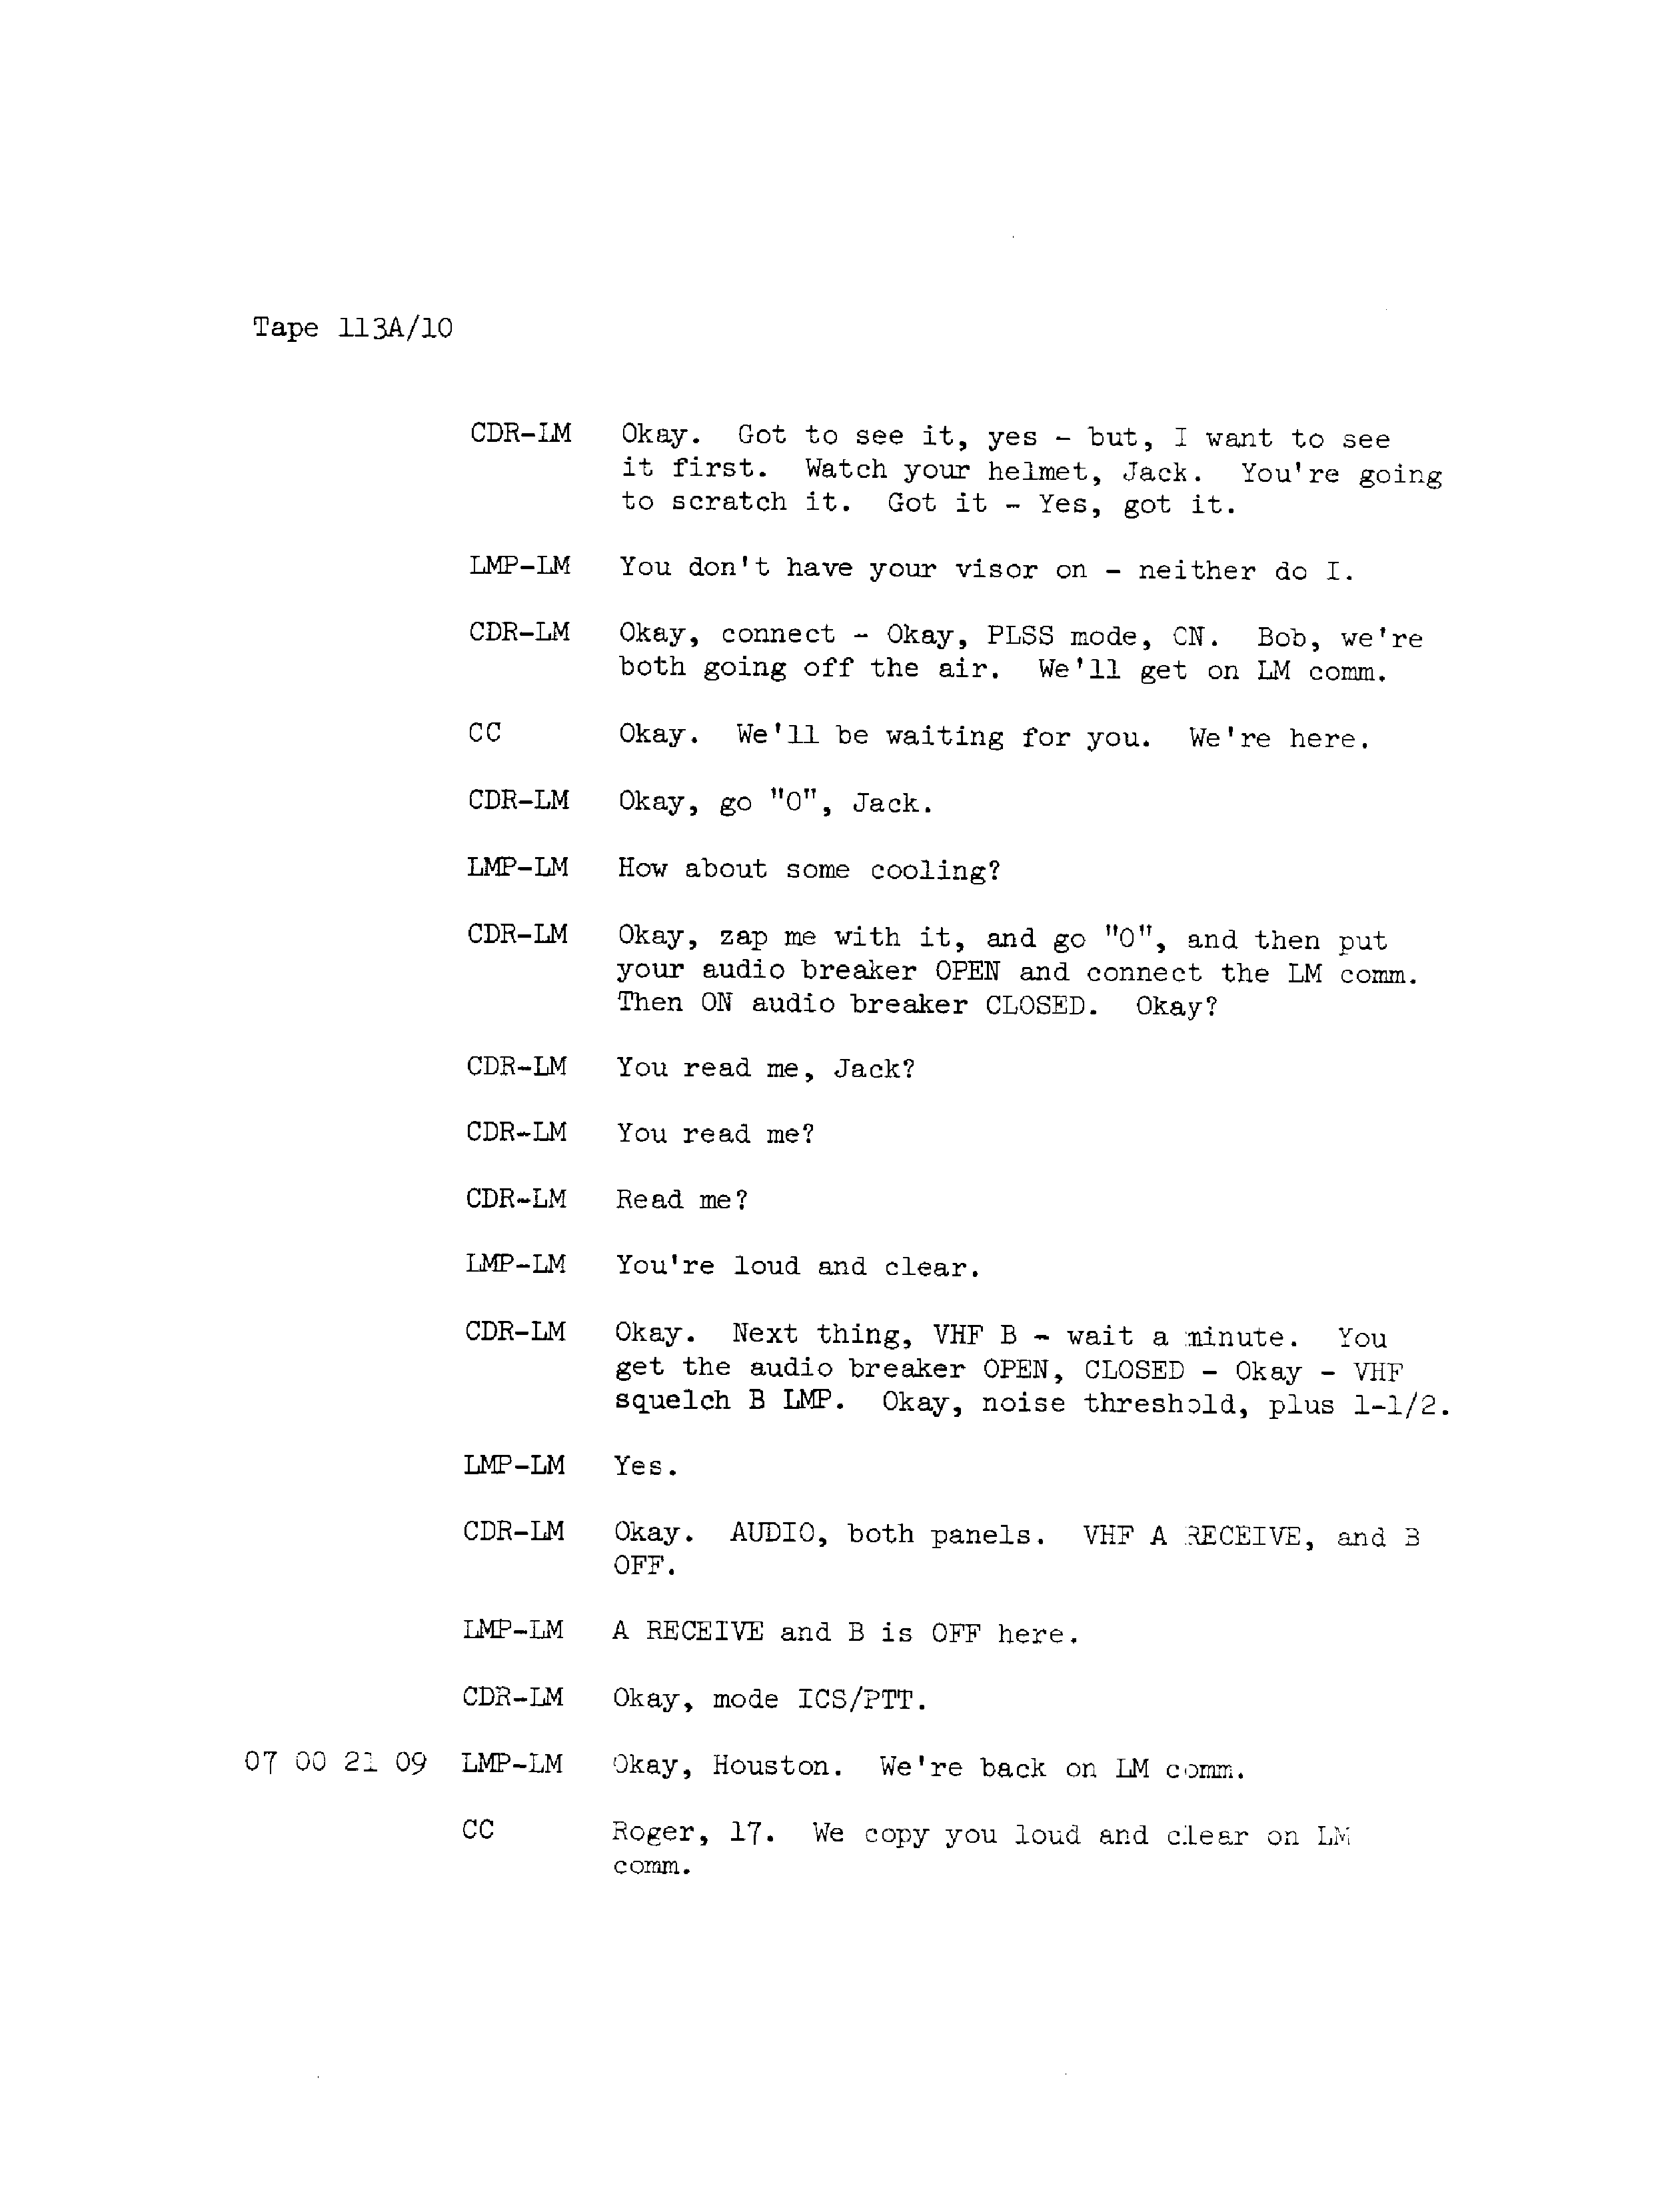 Tape 113A/10
CDR-LM Okay. Got to see it, yes - but, I want to see
it first. Watch your helmet, Jack. You're going
to scratch it. Got it - Yes, got it.
LMP-LM You don't have your visor on - neither do I.
CDR-LM Okay, connect - Okay, PLSS mode, CN. Bob, we're
both going off the air. We'll get on LM comm.
CC Okay. We'll be waiting for you. We're here.
CDR-LM Okay, go "O", Jack.
LMP-LM How about some cooling?
CDR-LM Okay, zap me with it, and go "O", and then put
your audio breaker OPEN and connect the LM comm.
Then ON audio breaker CLOSED. Okay?
CDR-LM You read me, Jack?
CDR-LM You read me?
CDR-LM Read me?
LMP-LM You're loud and clear.
CDR-LM Okay. Next thing, VHF B - wait a minute. You
get the audio breaker OPEN, CLOSED - Okay - VHF
squelch B LMP. Okay, noise threshold, plus 1-1/2.
LMP-LM Yes.
CDR-LM Okay. AUDIO, both panels. VHF A RECEIVE, and B
OFF.
LMP-LM A RECEIVE and B is OFF here.
CDR-LM Okay, mode ICS/PTT.
07 00 21 09 LMP-LM Okay, Houston. We're back on LM comm.
CC Roger, 17. We copy you loud and clear on LM
comm.